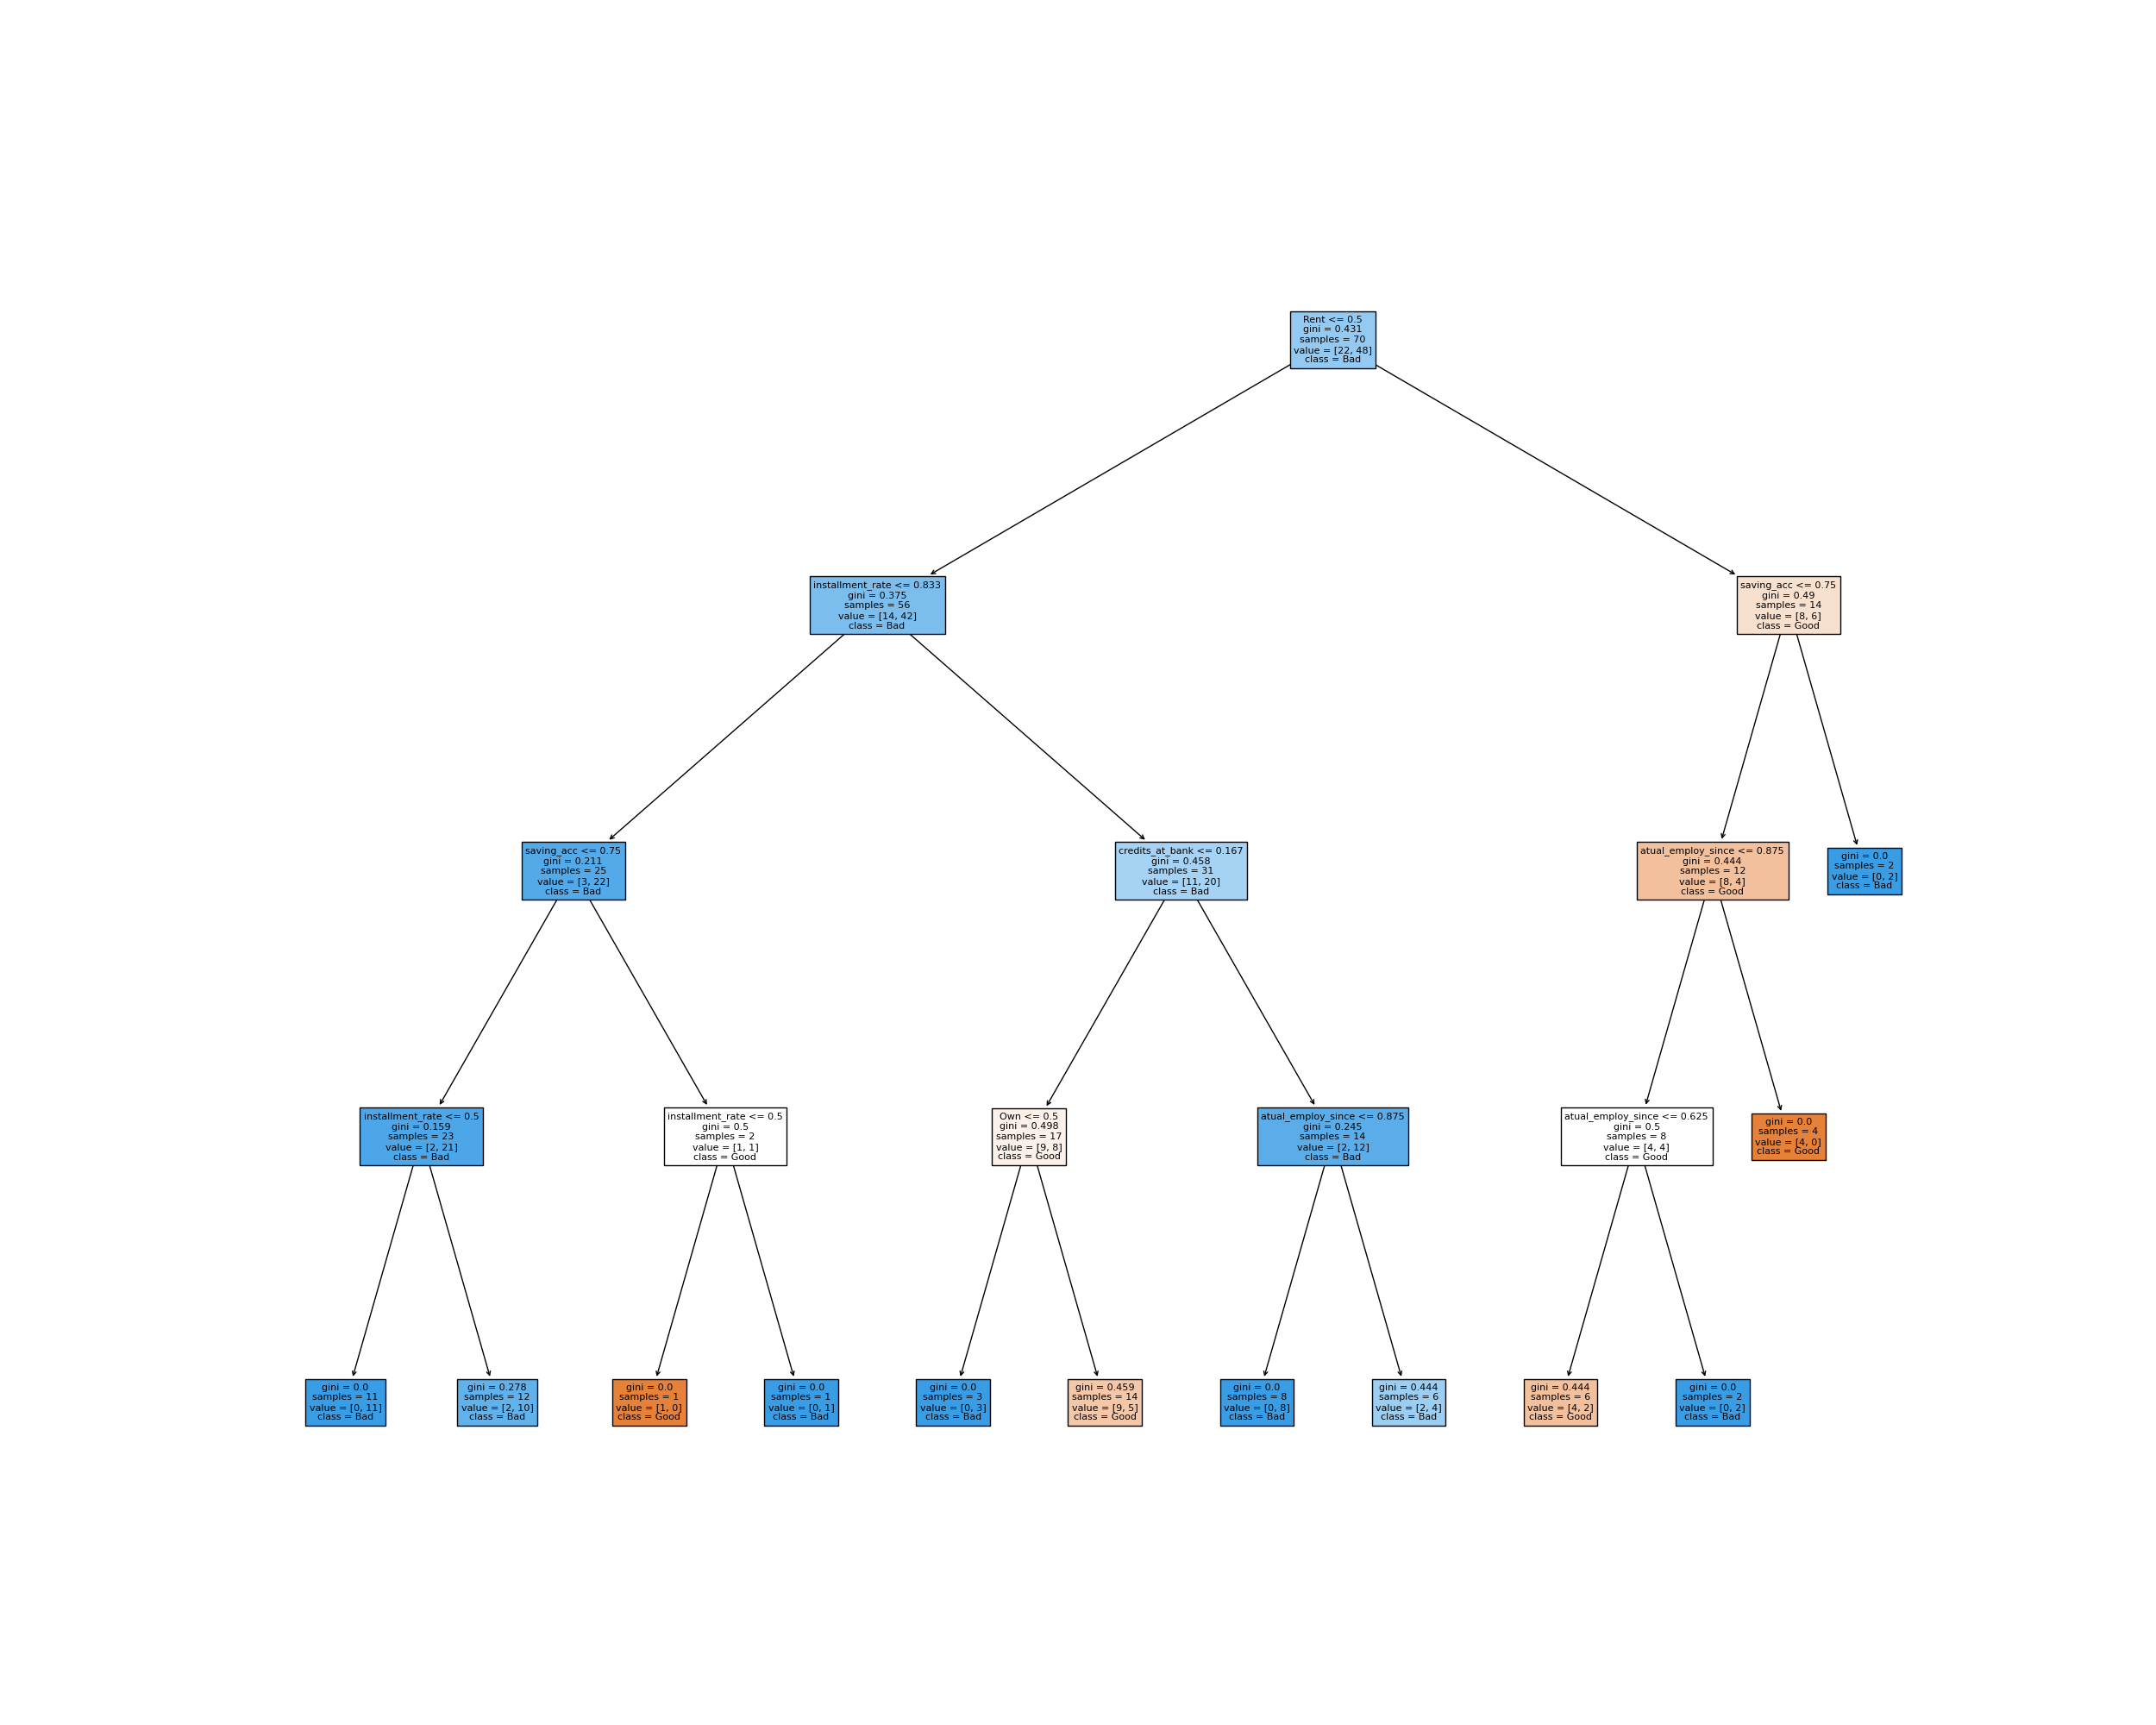 Rent <= 0.5
gini = 0.431
samples = 70
value = [22, 48]
class = Bad
installment_rate <= 0.833
gini = 0.375
samples = 56
value = [14, 42]
class = Bad
saving_acc <= 0.75
gini = 0.49
samples = 14
value = [8, 6]
class = Good
saving_acc <= 0.75
gini = 0.211
samples = 25
value = [3, 22]
class = Bad
credits_at_bank <= 0.167
gini = 0.458
samples = 31
value = [11, 20]
class = Bad
atual_employ_since <= 0.875
gini = 0.444
samples = 12
value = [8, 4]
class = Good
gini = 0.0
samples = 2
value = [0, 2]
class = Bad
installment_rate <= 0.5
gini = 0.159
samples = 23
value = [2, 21]
class = Bad
installment_rate <= 0.5
gini = 0.5
samples = 2
value = [1, 1]
class = Good
Own <= 0.5
gini = 0.498
samples = 17
value = [9, 8]
class = Good
atual_employ_since <= 0.875
gini = 0.245
samples = 14
value = [2, 12]
class = Bad
atual_employ_since <= 0.625
gini = 0.5
samples = 8
value = [4, 4]
class = Good
gini = 0.0
samples = 4
value = [4, 0]
class = Good
gini = 0.0
samples = 11
value = [0, 11]
class = Bad
gini = 0.278
samples = 12
value = [2, 10]
class = Bad
gini = 0.0
samples = 1
value = [1, 0]
class = Good
gini = 0.0
samples = 1
value = [0, 1]
class = Bad
gini = 0.0
samples = 3
value = [0, 3]
class = Bad
gini = 0.459
samples = 14
value = [9, 5]
class = Good
gini = 0.0
samples = 8
value = [0, 8]
class = Bad
gini = 0.444
samples = 6
value = [2, 4]
class = Bad
gini = 0.444
samples = 6
value = [4, 2]
class = Good
gini = 0.0
samples = 2
value = [0, 2]
class = Bad